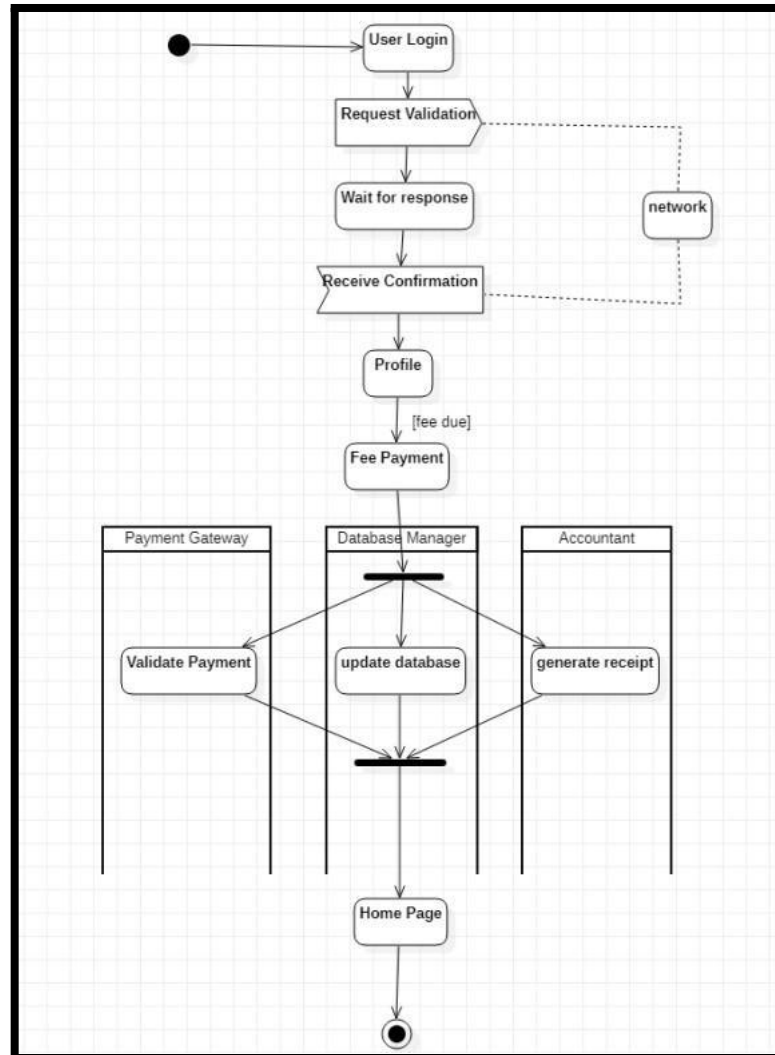 User Login
Request Validation
Wait for response
network
Receive Confirmation
Profile
[fee due]
Fee Payment
Payment Gateway
Database Manager
Accountant
Validate Payment
update database
generate receipt
Home Page